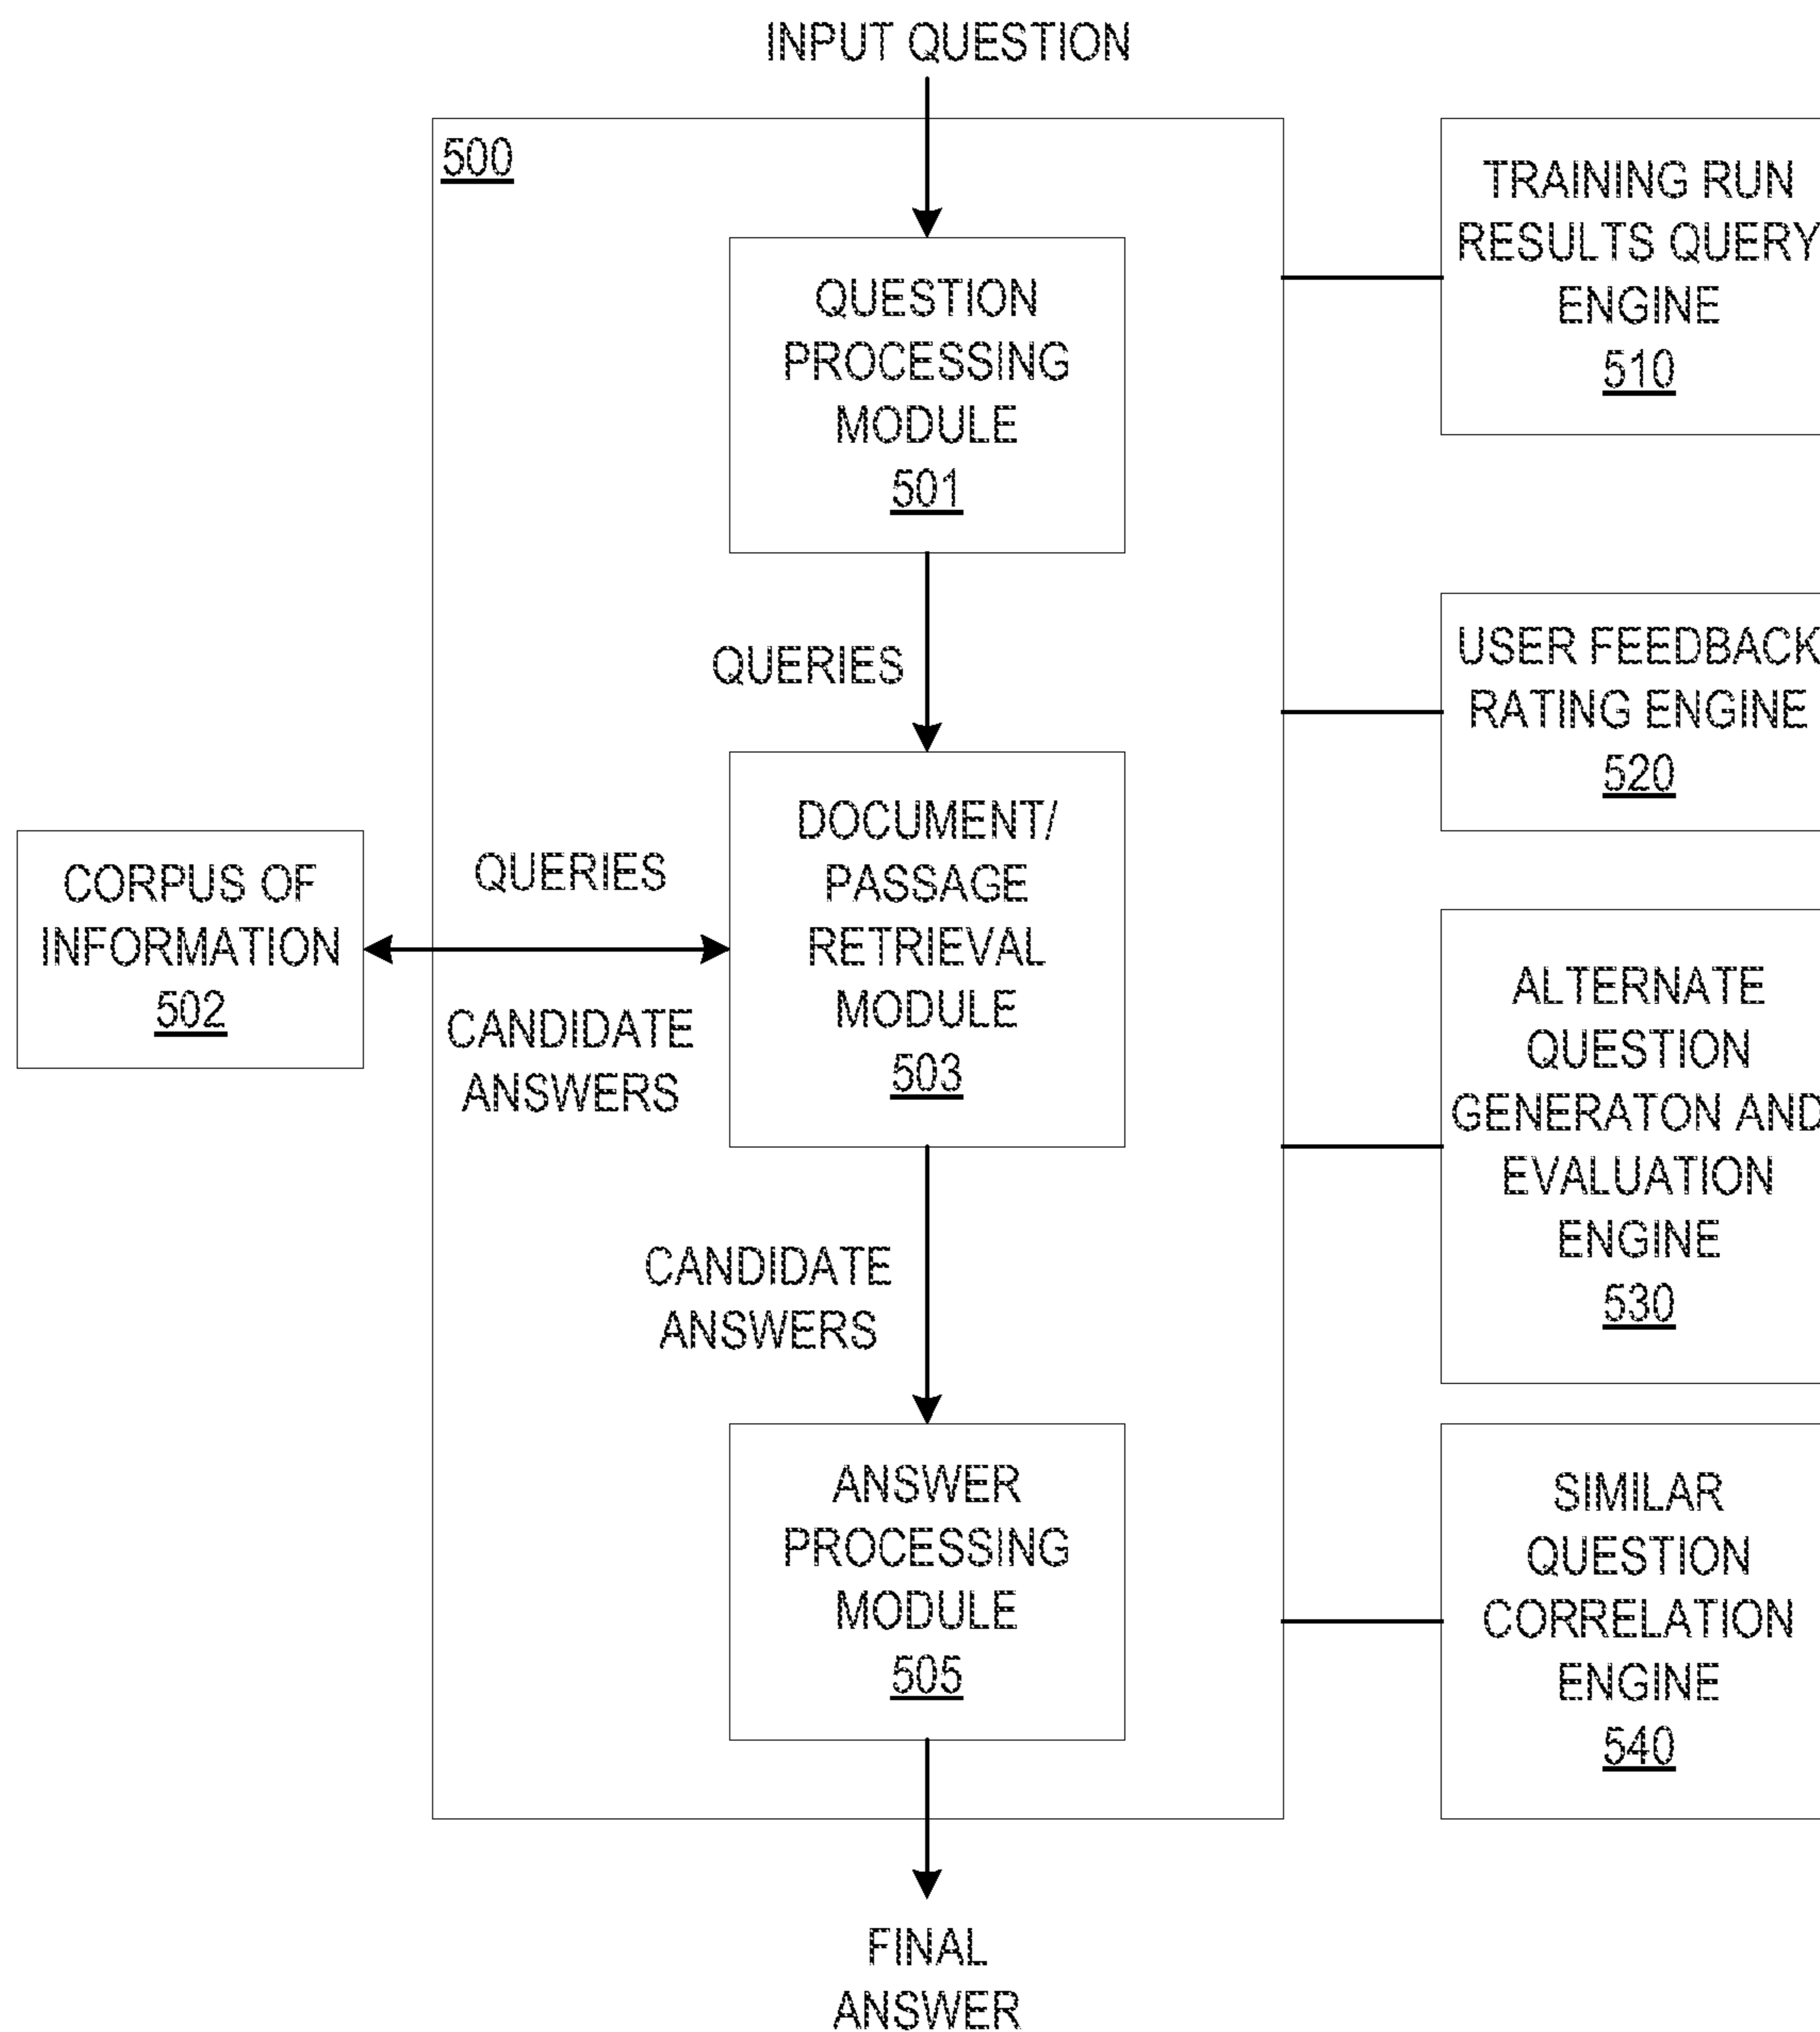 INPUT QUESTION
500
QUESTION
PROCESSING
MODULE
501
QUERIES
DOCUMENT/
PASSAGE
RETRIEVAL
MODULE
503
CORPUS OF
INFORMATION
502
QUERIES
CANDIDATE
ANSWERS
CANDIDATE
ANSWERS
ANSWER
PROCESSING
MODULE
505
FINAL
ANSWER
TRAINING RUN
RESULTS QUERY
ENGINE
510
USER FEEDBACK
RATING ENGINE
520
ALTERNATE
QUESTION
GENERATON AND
EVALUATION
ENGINE
530
SIMILAR
QUESTION
CORRELATION
ENGINE
540